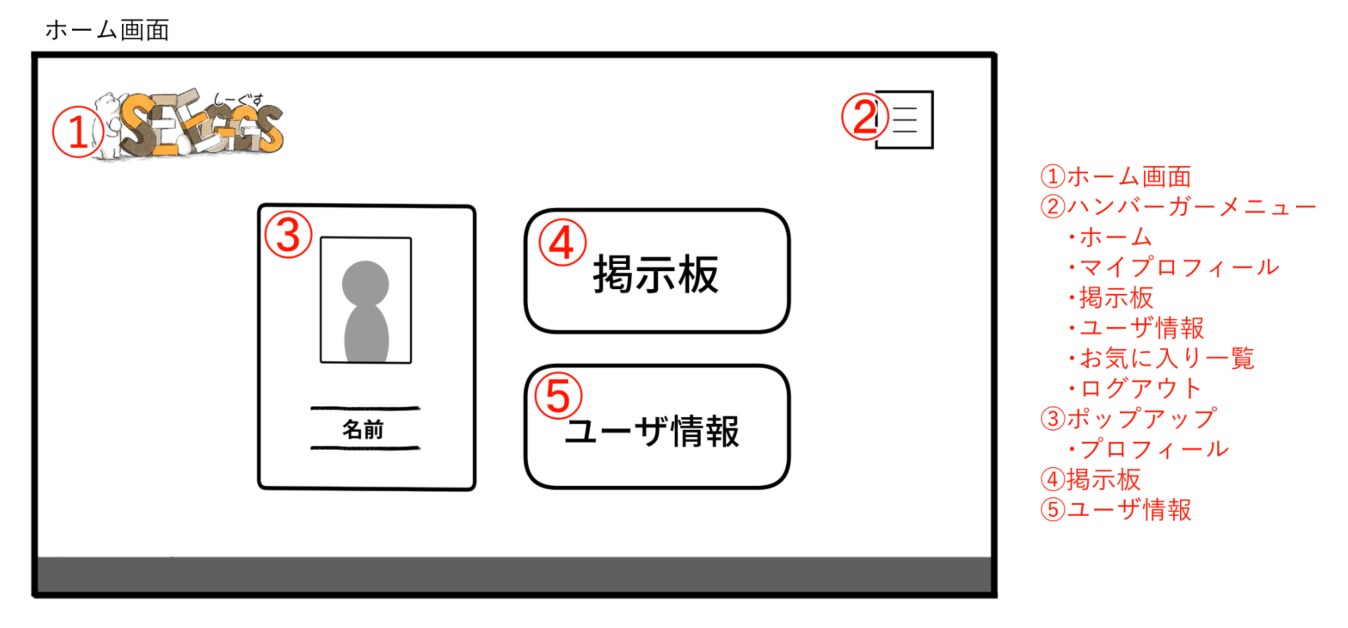 ホーム画面
①
しーぐす
SEEGGS
②
③
名前
④
掲示板
⑤
ユーザ情報
①ホーム画面
②ハンバーガーメニュー
・ホーム
・マイプロフィール
・掲示板
・ユーザ情報
・お気に入り一覧
・ログアウト
③ポップアップ
・プロフィール
④掲示板
⑤ユーザ情報